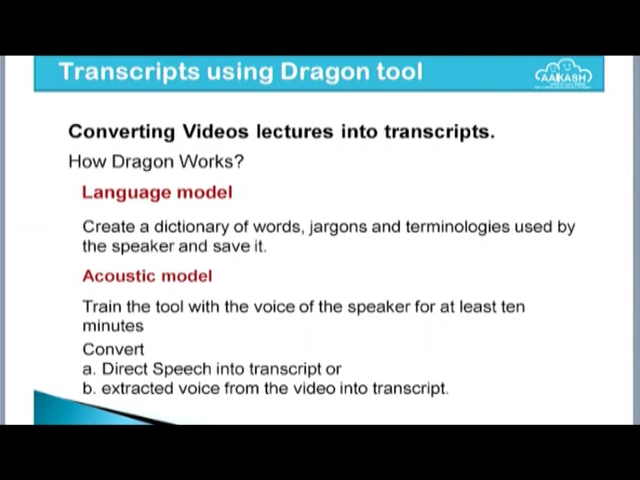 Transcripts using Dragon tool
AAKASH
Converting Videos lectures into transcripts.
How Dragon Works?
Language model
Create a dictionary of words, jargons and terminologies used by
the speaker and save it.
Acoustic model
Train the tool with the voice of the speaker for at least ten
minutes
Convert
a. Direct Speech into transcript or
b. extracted voice from the video into transcript.